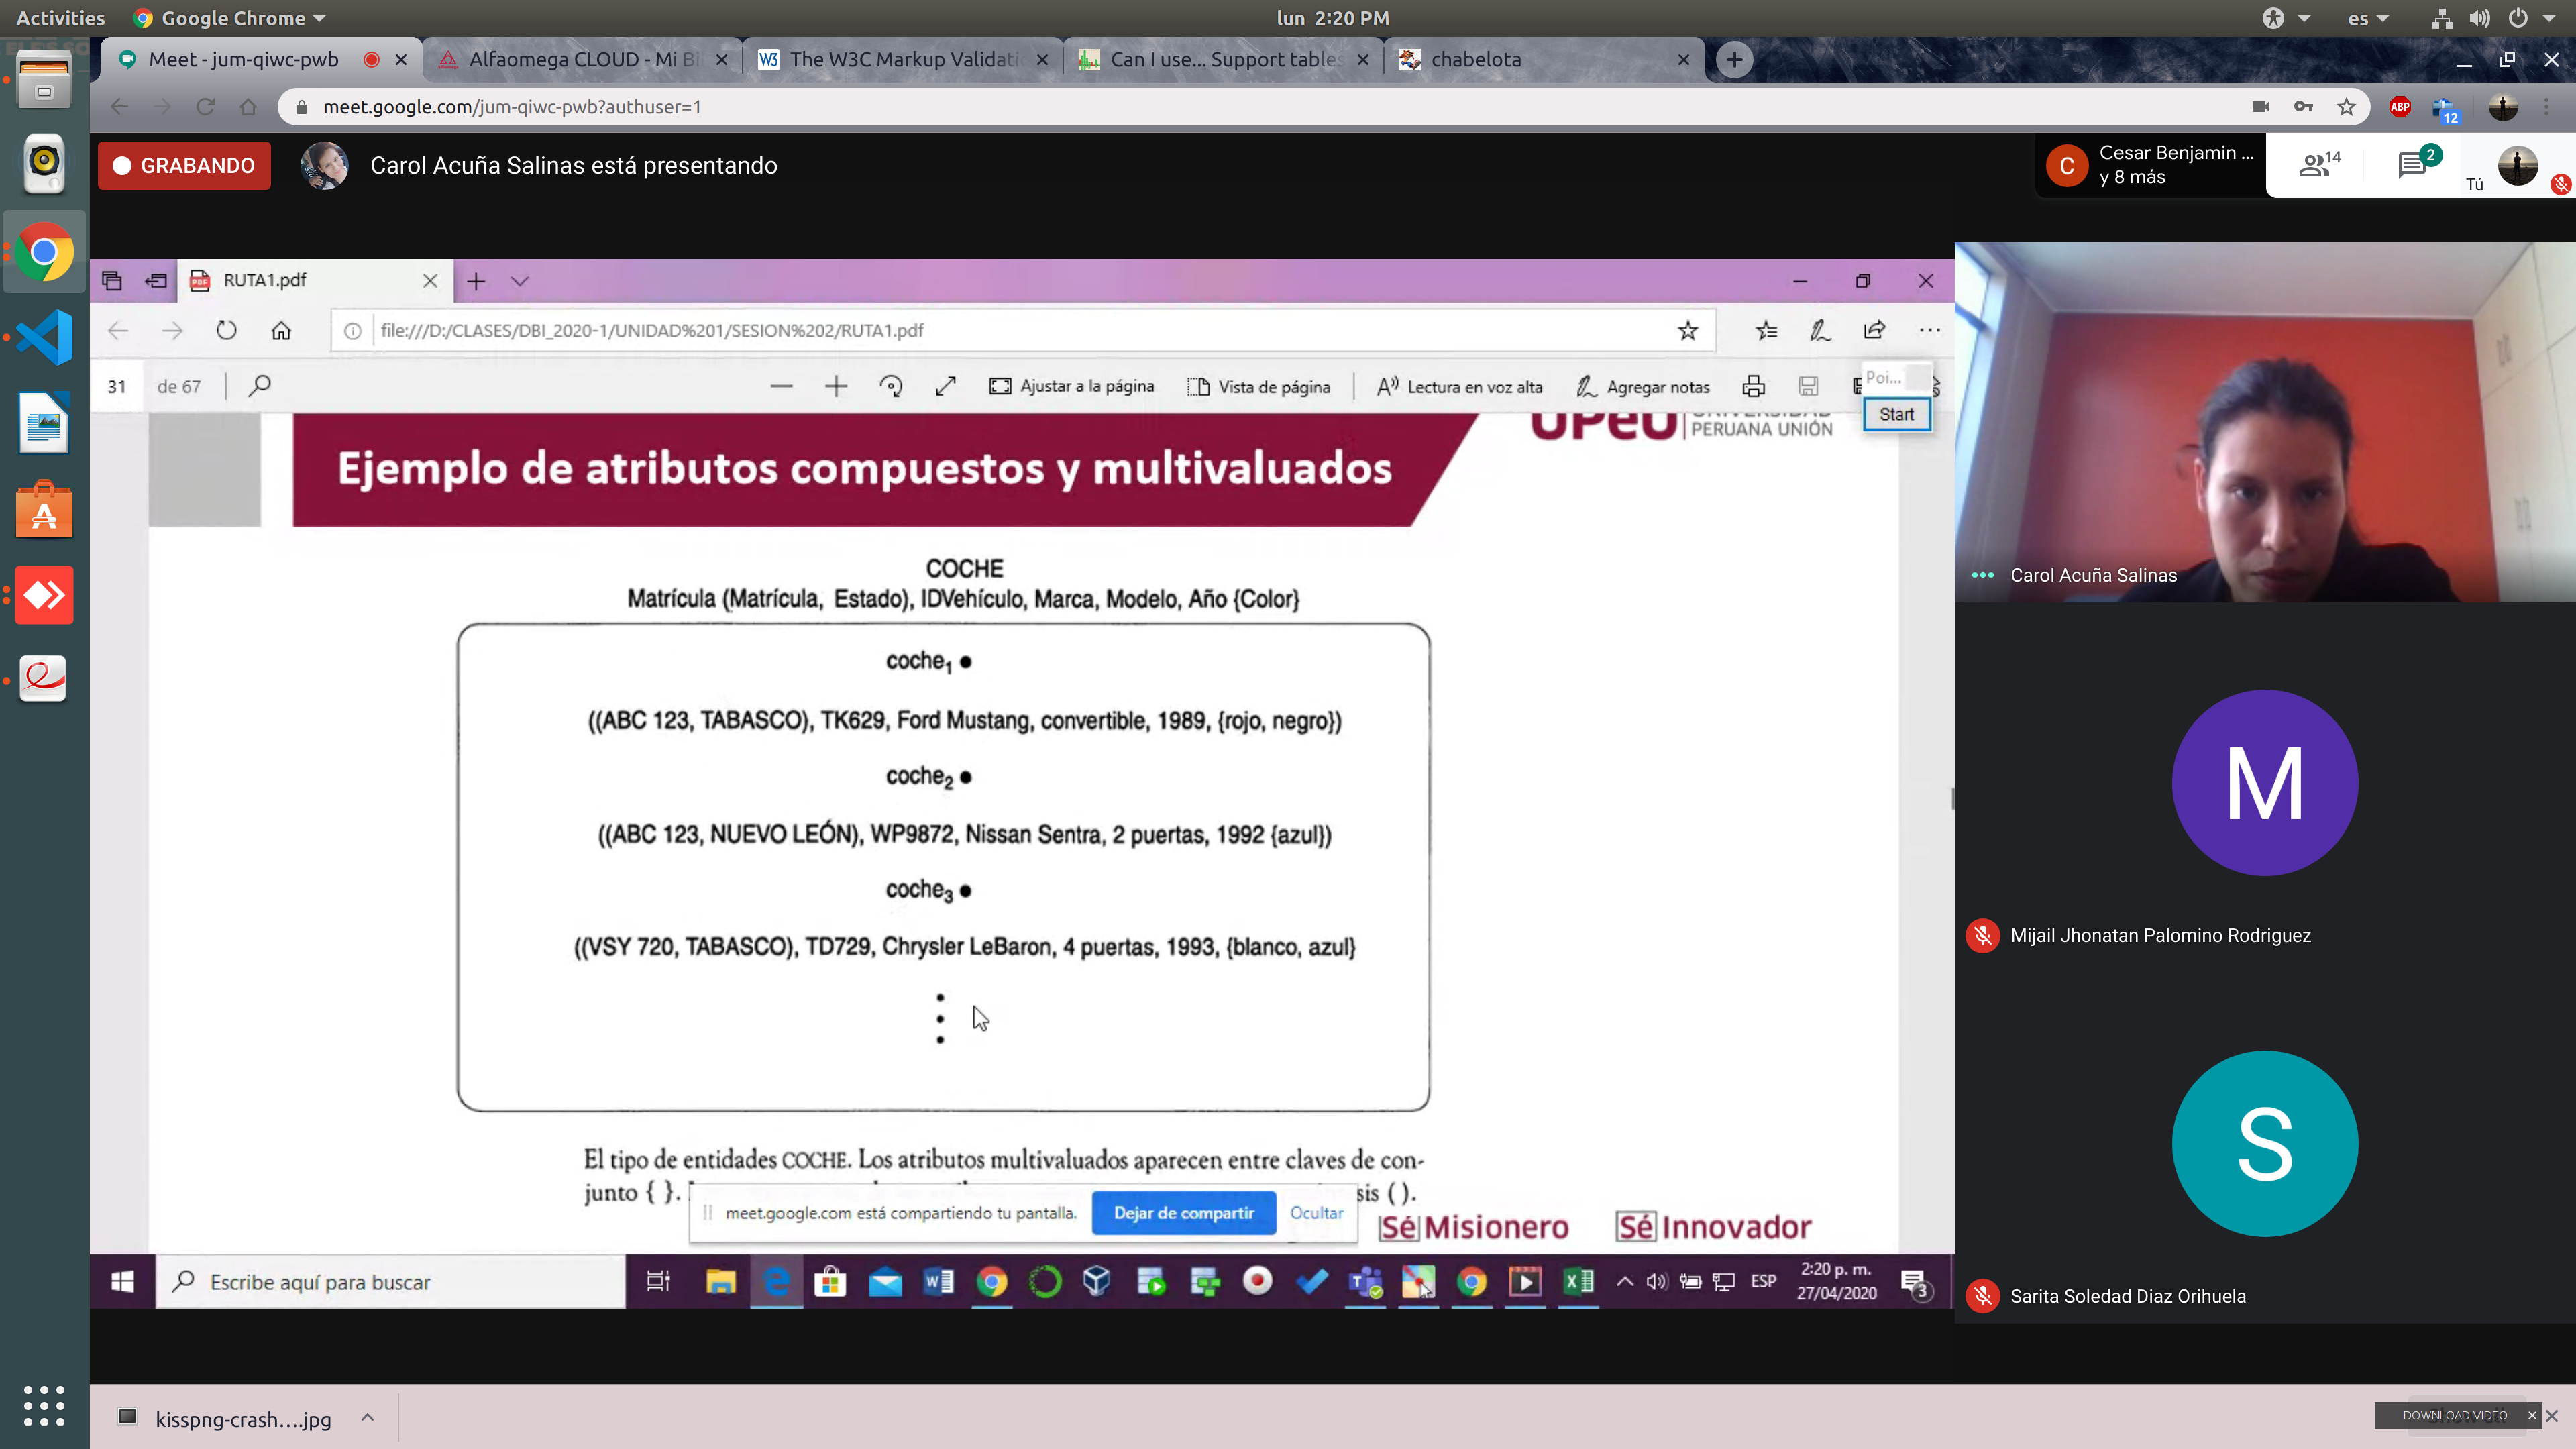 Activities
Google Chrome
lun 2:20 PM
es
Meet - jum-qiwc-pwb
Alfaomega CLOUD - Mi Bi
The W3C Markup Validati
Can I use... Support tables
chabelota
meet.google.com/jum-qiwc-pwb?authuser=1
ABP
12
GRABANDO
Carol Acuña Salinas está presentando
C
Cesar Benjamin ...
y 8 más
14
2
Tú
RUTA1.pdf
file:///D:/CLASES/DBI_2020-1/UNIDAD%201/SESION%202/RUTA1.pdf
31 de 67
Ajustar a la página
Vista de página
Lectura en voz alta
Agregar notas
Poi...
Start
Ejemplo de atributos compuestos y multivaluados
UPeU
UNIVERSIDAD
PERUANA UNIÓN
COCHE
Matrícula (Matrícula, Estado), IDVehículo, Marca, Modelo, Año {Color}
coche1
((ABC 123, TABASCO), TK629, Ford Mustang, convertible, 1989, {rojo, negro})
coche2
((ABC 123, NUEVO LEÓN), WP9872, Nissan Sentra, 2 puertas, 1992 {azul})
coche3
((VSY 720, TABASCO), TD729, Chrysler LeBaron, 4 puertas, 1993, {blanco, azul}
El tipo de entidades COCHE. Los atributos multivaluados aparecen entre claves de con-
junto { }.
sis ( ).
meet.google.com está compartiendo tu pantalla.
Dejar de compartir
Ocultar
Sé Misionero
Sé Innovador
Escribe aquí para buscar
ESP
2:20 p. m.
27/04/2020
3
Carol Acuña Salinas
M
Mijail Jhonatan Palomino Rodriguez
S
Sarita Soledad Diaz Orihuela
kisspng-crash....jpg
DOWNLOAD VIDEO